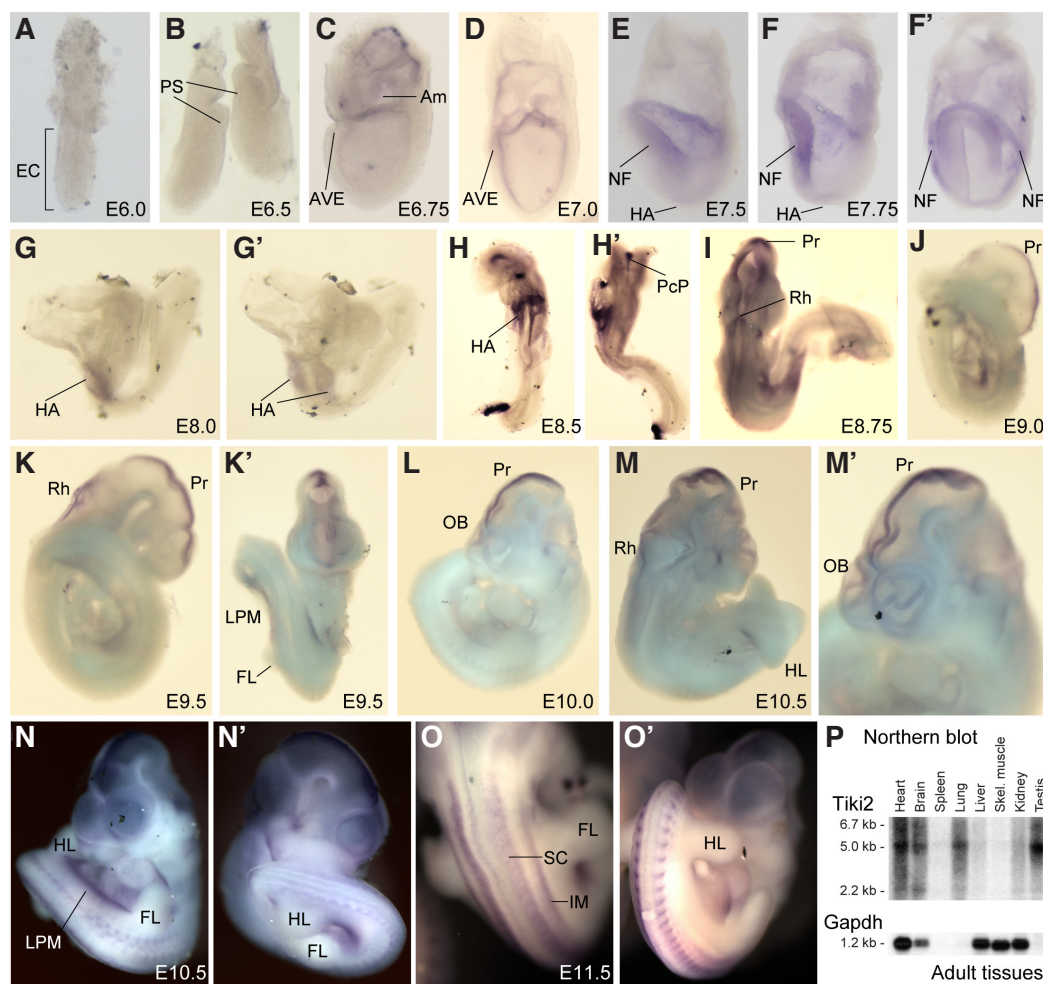 A
EC
E6.0
B
PS
E6.5
C
Am
AVE
E6.75
D
AVE
E7.0
E
NF
HA
E7.5
F
NF
HA
E7.75
F'
NF
NF
G
HA
E8.0
G'
HA
H
HA
E8.5
H'
PcP
I
Pr
Rh
E8.75
J
Pr
E9.0
K
Rh
Pr
E9.5
K'
LPM
FL
E9.5
L
Pr
OB
E10.0
M
Pr
Rh
HL
E10.5
M'
Pr
OB
N
HL
LPM
FL
E10.5
N'
HL
FL
O
FL
SC
IM
E11.5
O'
HL
P
Northern blot
Heart
Brain
Spleen
Lung
Liver
Skel. muscle
Kidney
Testis
Tiki2
6.7 kb -
5.0 kb -
2.2 kb -
Gapdh
1.2 kb -
Adult tissues